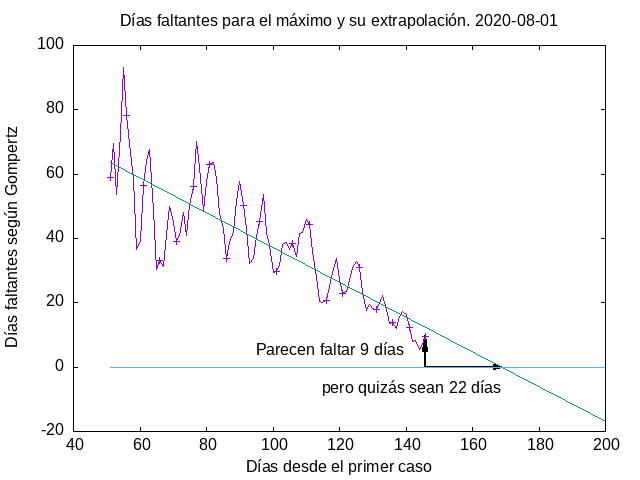 Días faltantes para el máximo y su extrapolación. 2020-08-01
100
80
60
40
20
0
-20
Días faltantes según Gompertz
Parecen faltar 9 días
pero quizás sean 22 días
40 60 80 100 120 140 160 180 200
Días desde el primer caso